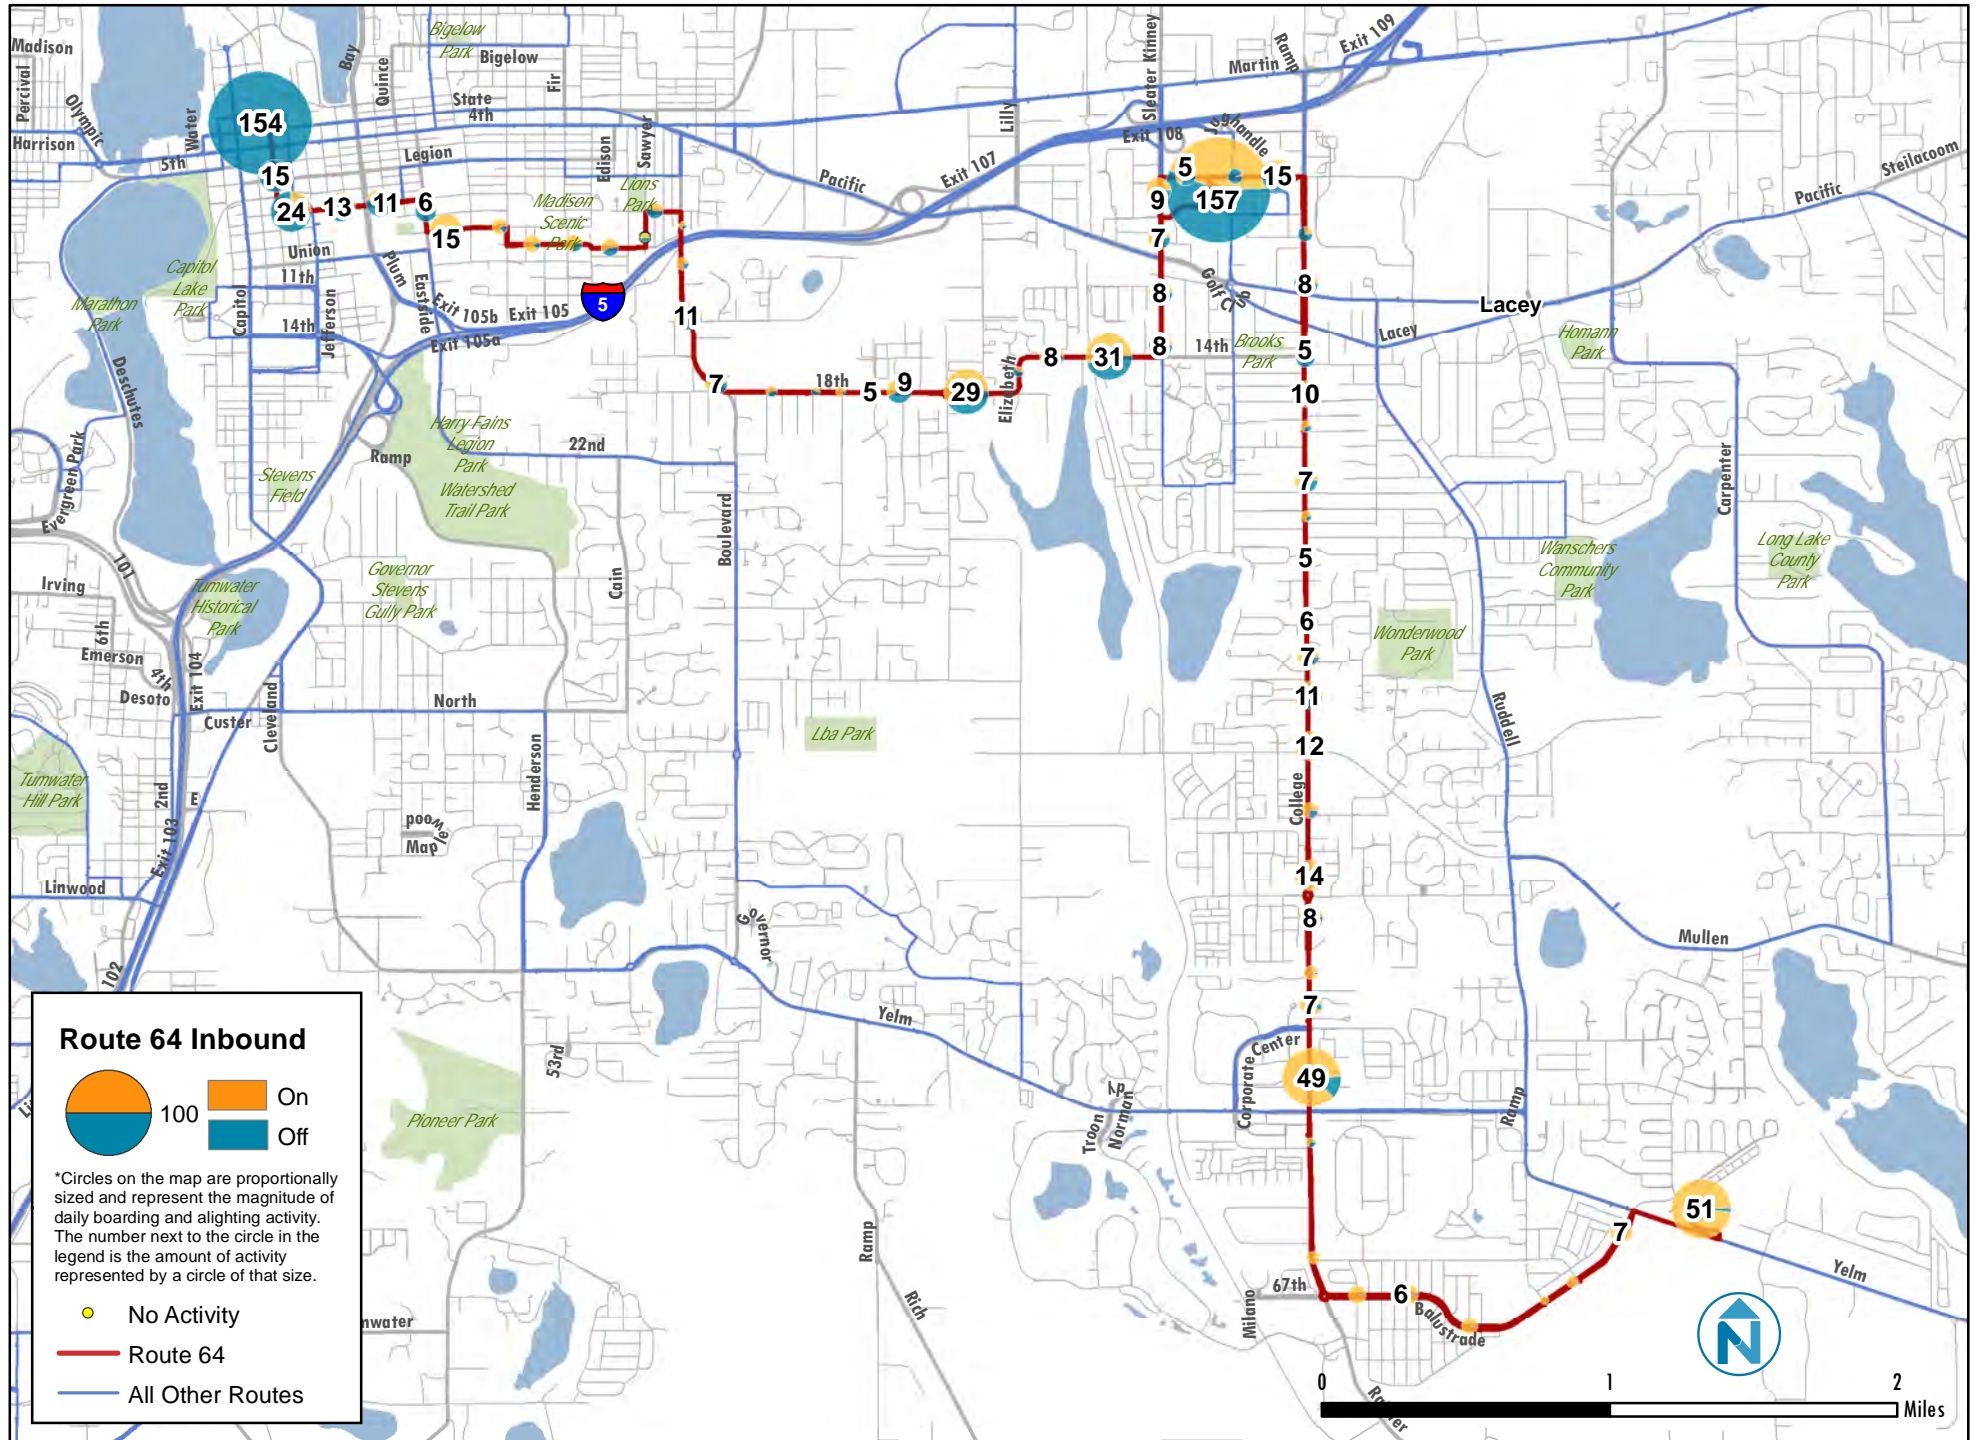 Madison
Percival
Olympic
Harrison
Water
5th
Bay
Quince
Bigelow
Park
Bigelow
Fir
State
4th
Legion
Edison
Sawyer
Lions
Park
Madison
Scenic
Park
Pacific
Exit 107
Lilly
Sleater Kinney
Exit 108
Martin
Ramp
Exit 109
Steilacoom
Pacific
154
15
24
13
11
6
15
11
7
5
9
29
8
31
8
8
7
9
5
157
15
8
5
10
7
5
6
7
11
12
14
8
7
49
6
7
51
Union
11th
14th
Capitol
Jefferson
Plum
Eastside
Exit 105b
Exit 105
Exit 105a
5
Capitol
Lake
Park
Marathon
Park
Deschutes
Evergreen Park
101
Stevens
Field
Ramp
Harry Fains
Legion
Park
Watershed
Trail Park
22nd
18th
Elizabeth
14th
Brooks
Park
Golf Club
Lacey
Lacey
Homann
Park
Carpenter
Long Lake
County
Park
Wanschers
Community
Park
Wonderwood
Park
Ruddell
Boulevard
Cain
Governor
Stevens
Gully Park
Tumwater
Historical
Park
Irving
6th
Emerson
4th
Desoto
Exit 104
Custer
Cleveland
North
Henderson
Lba Park
College
Tumwater
Hill Park
2nd
E
Exit 103
Linwood
102
Maplewood
Governor
Yelm
Mullen
53rd
Pioneer Park
Center
Corporate
Troon
Norman
Ramp
Ramp
Rich
Milano
67th
Balustrade
Yelm
Route 64 Inbound
100
On
Off
*Circles on the map are proportionally
sized and represent the magnitude of
daily boarding and alighting activity.
The number next to the circle in the
legend is the amount of activity
represented by a circle of that size.
No Activity
Route 64
All Other Routes
N
0 1 2
Miles